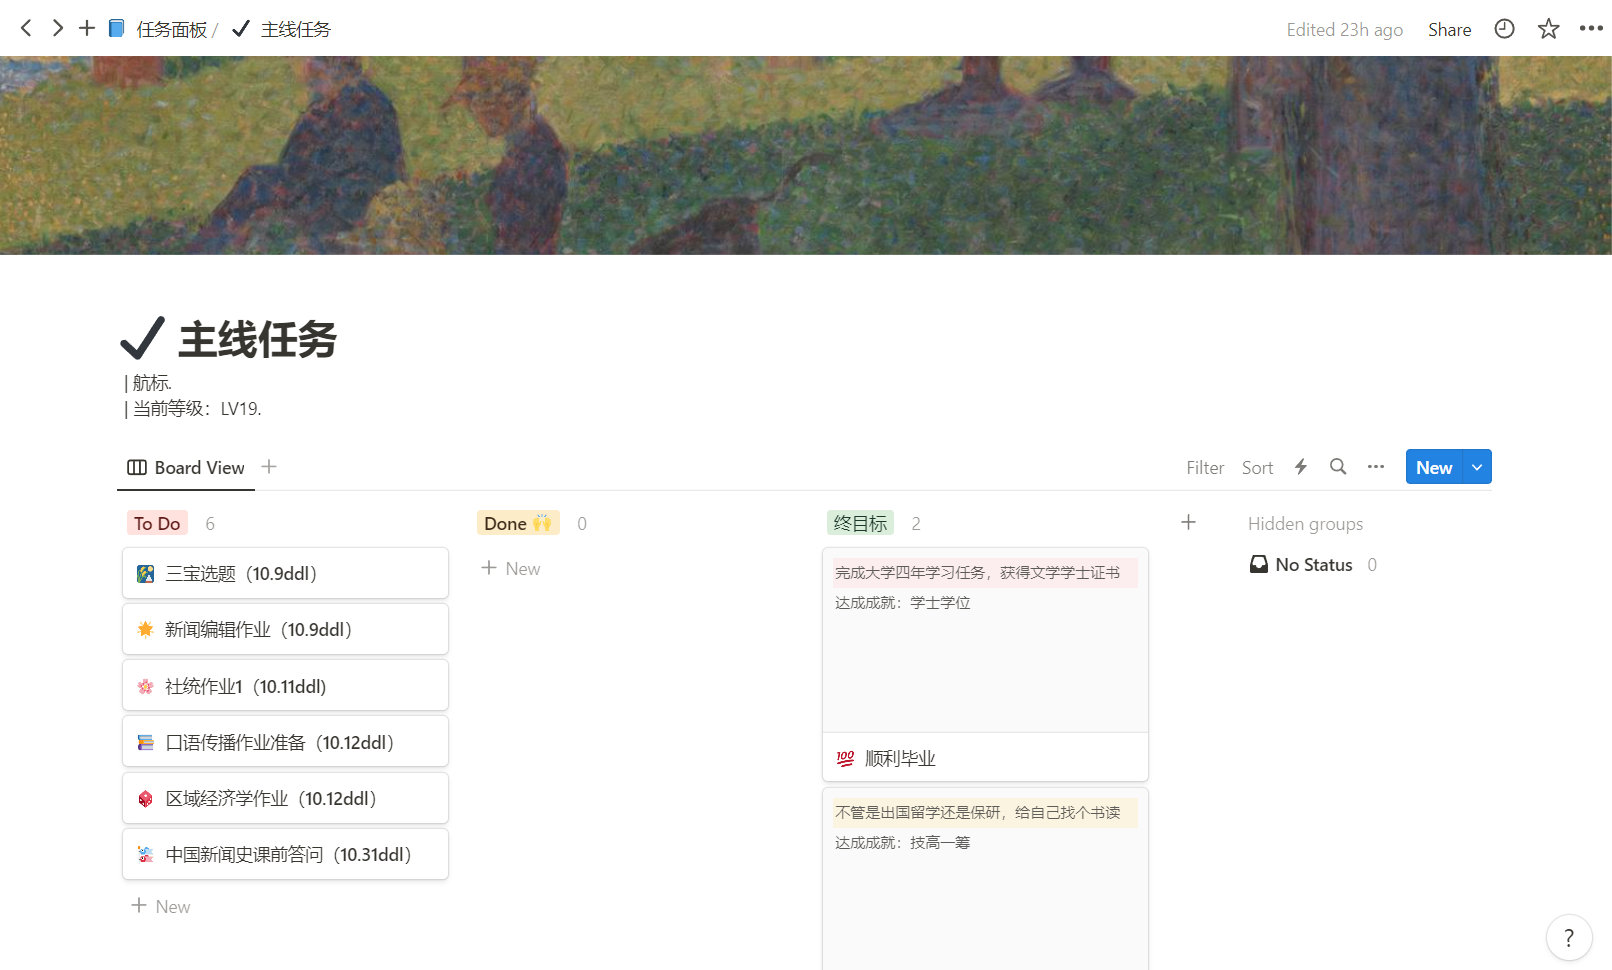 任务面板 / 主线任务
Edited 23h ago Share
主线任务
| 航标.
| 当前等级：LV19.
Board View
Filter Sort New
To Do 6
三宝选题（10.9ddl）
新闻编辑作业（10.9ddl）
社统作业1（10.11ddl)
口语传播作业准备（10.12ddl）
区域经济学作业（10.12ddl）
中国新闻史课前答问（10.31ddl）
+ New
Done 🙌 0
+ New
终目标 2
完成大学四年学习任务，获得文学学士证书
达成成就：学士学位
💯 顺利毕业
不管是出国留学还是保研，给自己找个书读
达成成就：技高一筹
Hidden groups
No Status 0
?